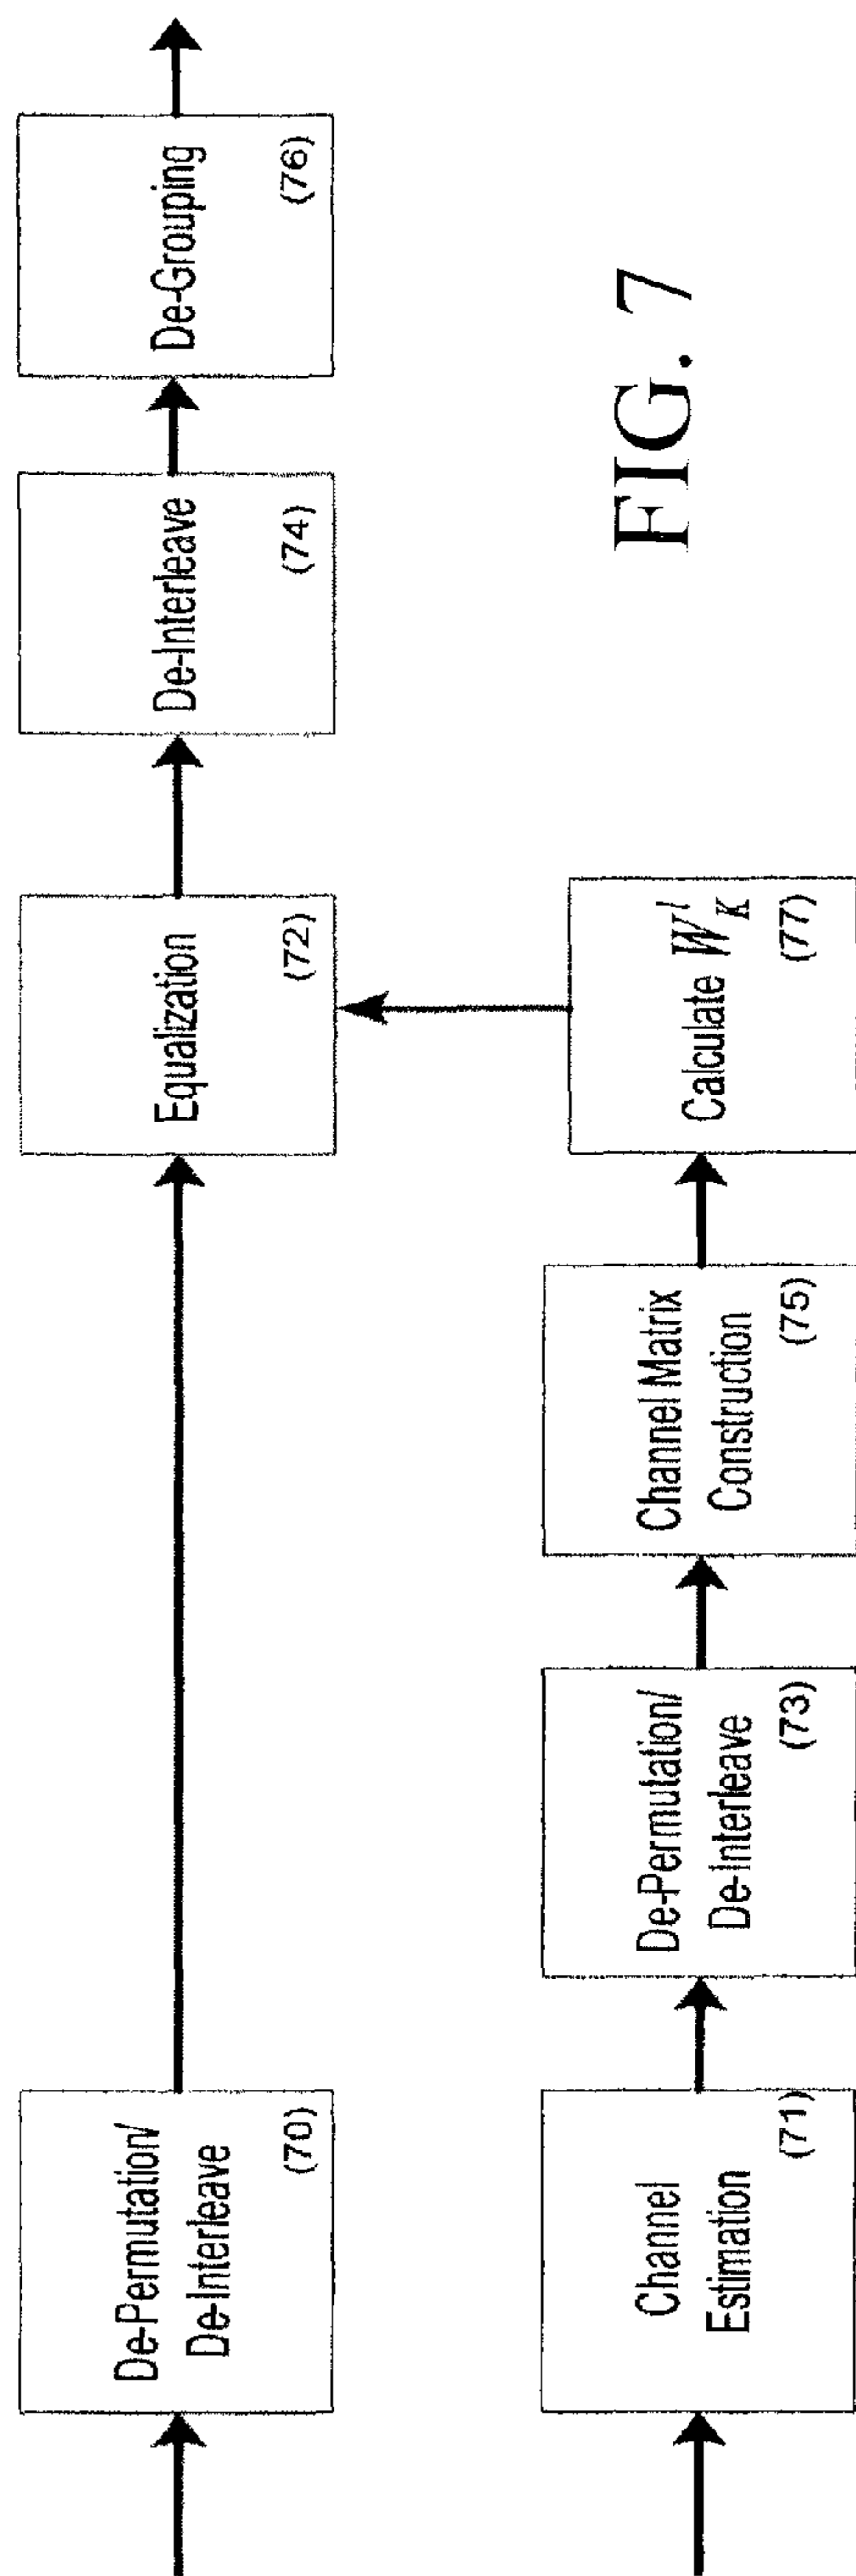 De-Permutation/
De-Interleave
(70)
Equalization
(72)
De-Interleave
(74)
De-Grouping
(76)
Channel
Estimation
(71)
De-Permutation/
De-Interleave
(73)
Channel Matrix
Construction
(75)
Calculate W_K^l
(77)
FIG. 7